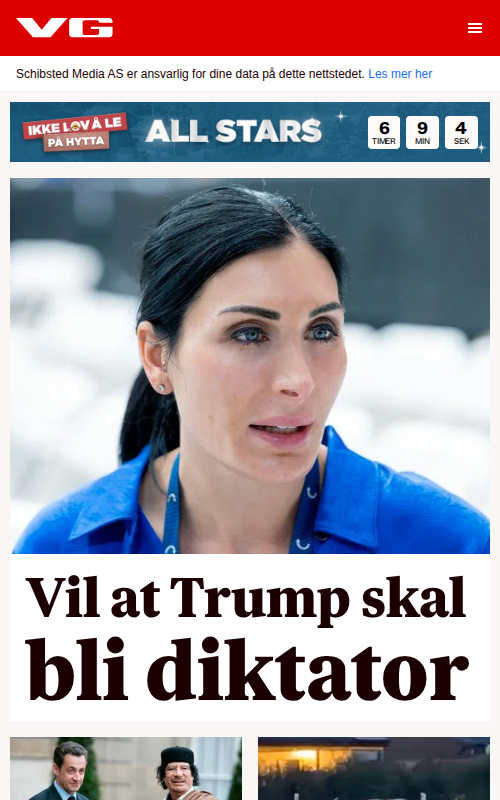 VG
Schibsted Media AS er ansvarlig for dine data på dette nettstedet. Les mer her
IKKE LOV Å LE
PÅ HYTTA
ALL STARS
6 9 4
TIMER MIN SEK
Vil at Trump skal
bli diktator